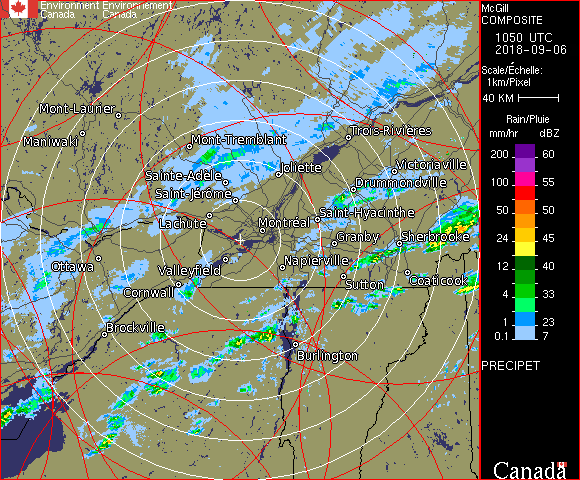 Environment Environnement
Canada Canada
McGill
COMPOSITE
1050 UTC
2018-09-06
Scale/Échelle:
1km/Pixel
40 KM
Rain/Pluie
mm/hr dBZ
200 60
100 55
50 50
24 45
12 40
4 33
1 23
0.1 7
PRECIPET
Canada
Mont-Laurier
Maniwaki
Mont-Tremblant
Trois-Rivières
Joliette
Victoriaville
Sainte-Adèle
Drummondville
Saint-Jérôme
Saint-Hyacinthe
Lachute
Montréal
Granby
Sherbrooke
Ottawa
Valleyfield
Napierville
Cornwall
Sutton
Coaticook
Brockville
Burlington